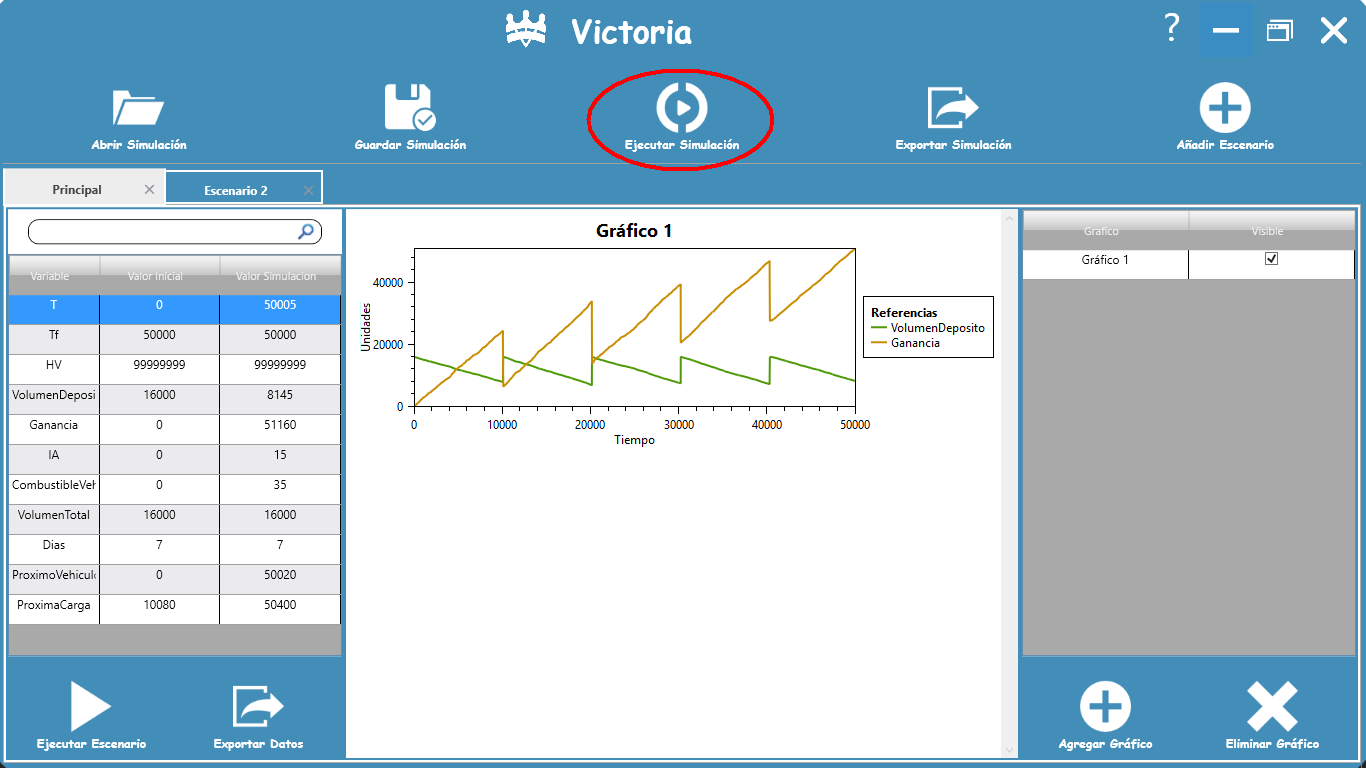 Victoria
?
Abrir Simulación
Guardar Simulación
Ejecutar Simulación
Exportar Simulación
Añadir Escenario
Principal
Escenario 2
Variable Valor Inicial Valor Simulacion
T 0 50005
Tf 50000 50000
HV 99999999 99999999
VolumenDeposi 16000 8145
Ganancia 0 51160
IA 0 15
CombustibleVeh 0 35
VolumenTotal 16000 16000
Dias 7 7
ProximoVehicul 0 50020
ProximaCarga 10080 50400
Ejecutar Escenario
Exportar Datos
Gráfico 1
Unidades
40000
20000
0
0 10000 20000 30000 40000 50000
Tiempo
Referencias
VolumenDeposito
Ganancia
Grafico Visible
Gráfico 1
Agregar Gráfico
Eliminar Gráfico